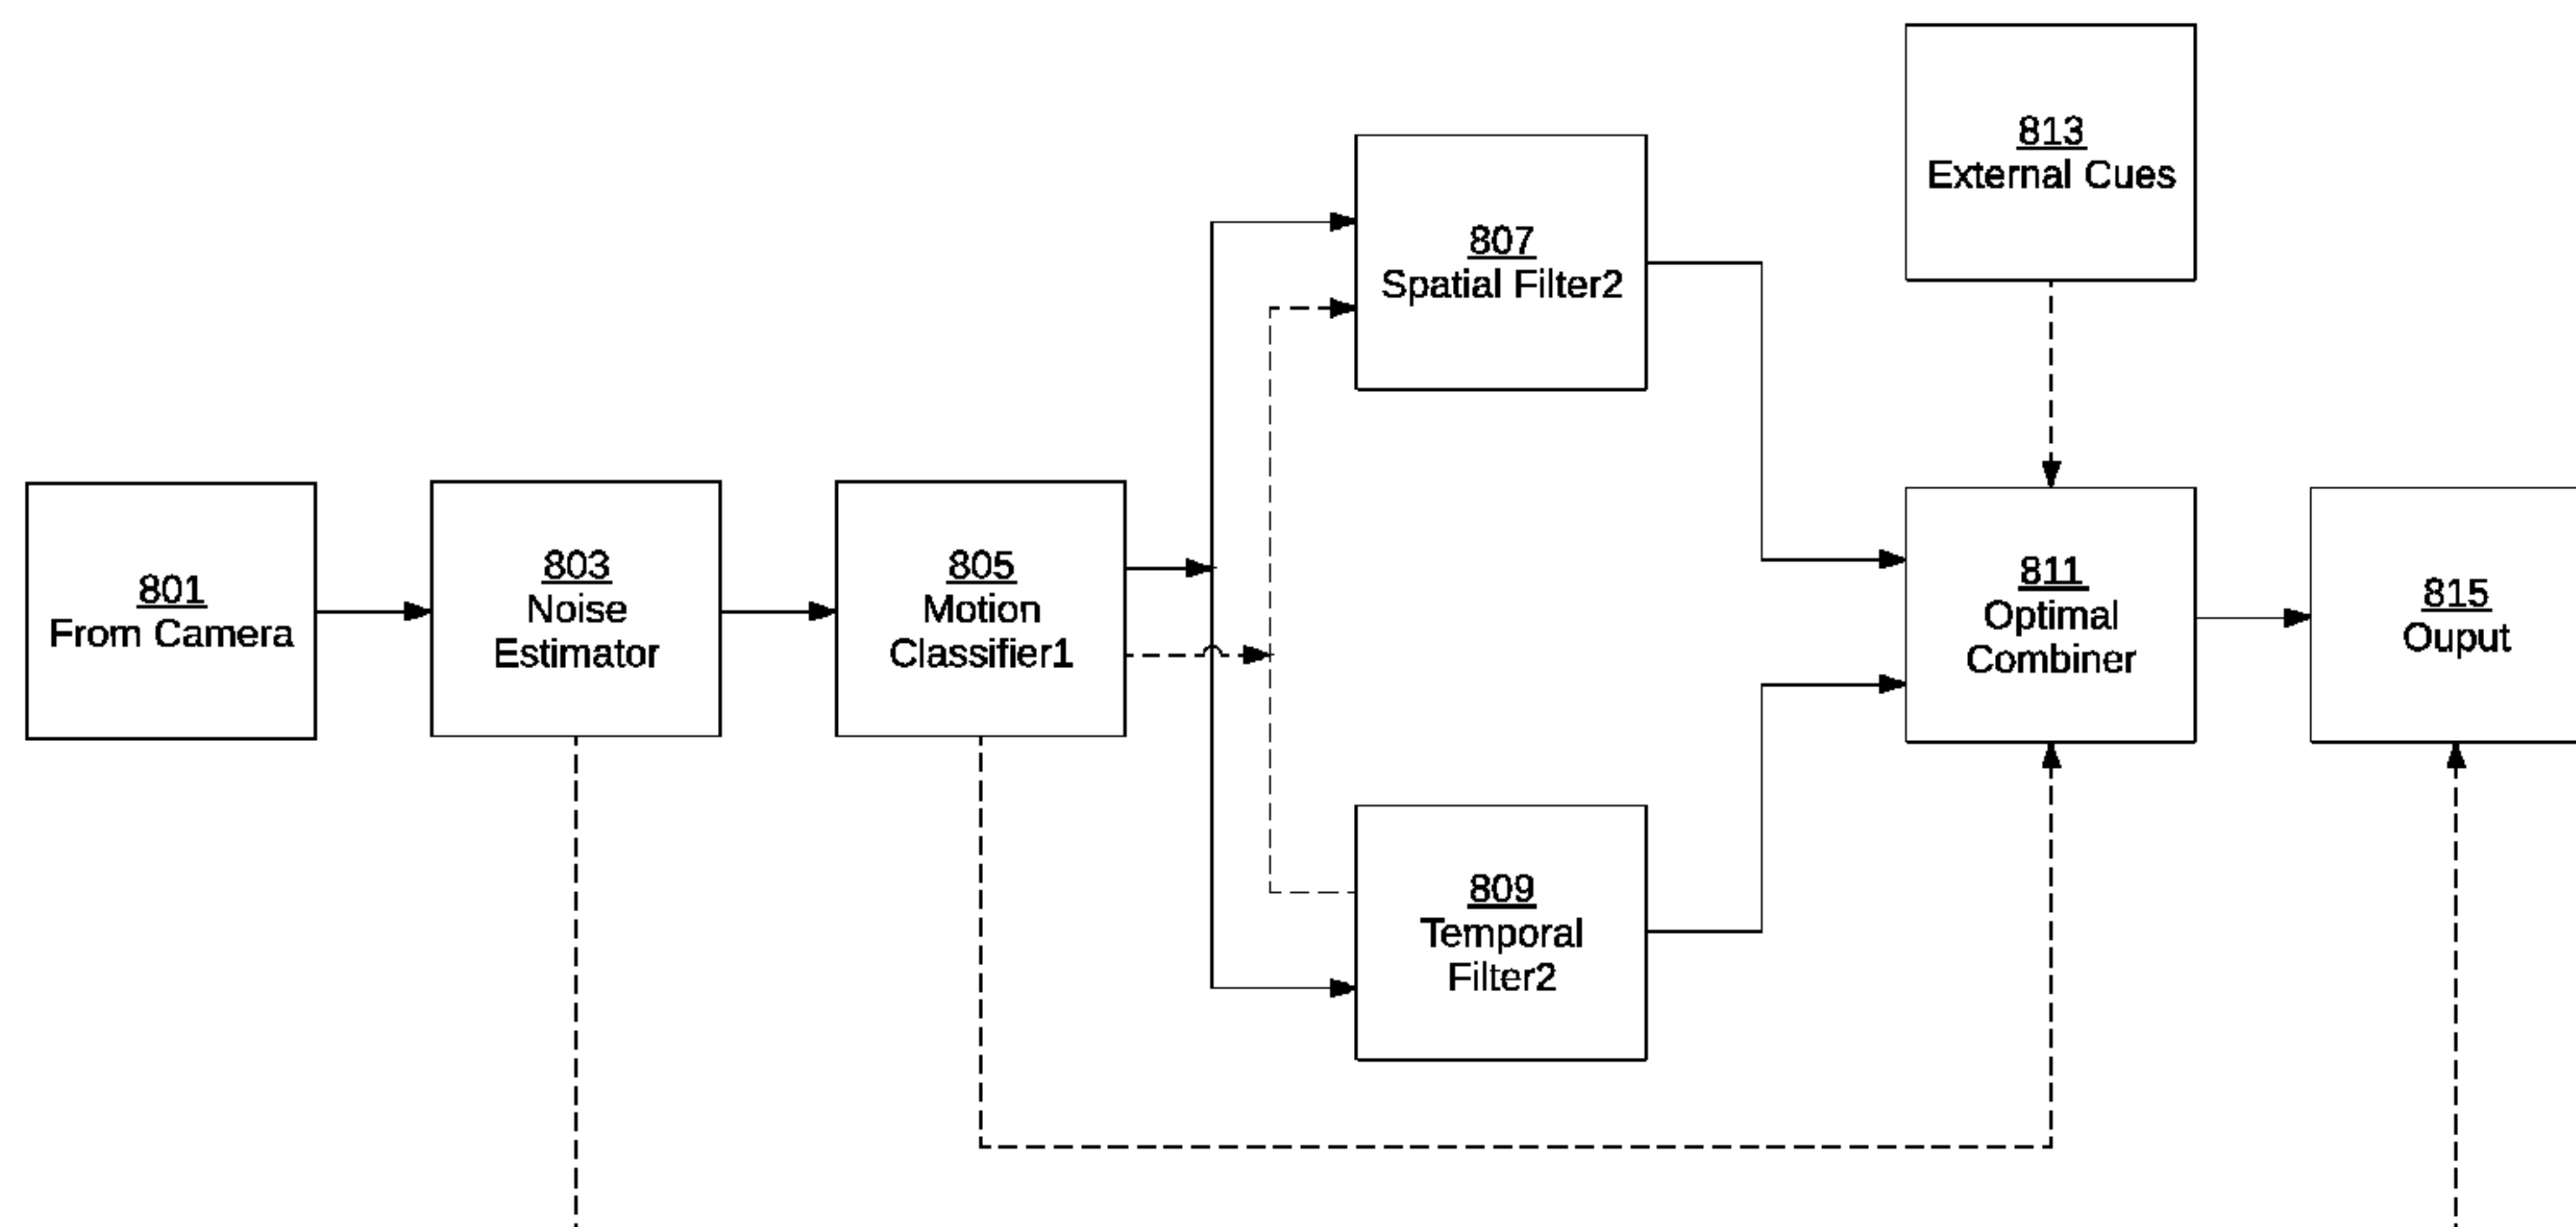 813
External Cues
807
Spatial Filter2
801
From Camera
803
Noise
Estimator
805
Motion
Classifier1
811
Optimal
Combiner
815
Ouput
809
Temporal
Filter2